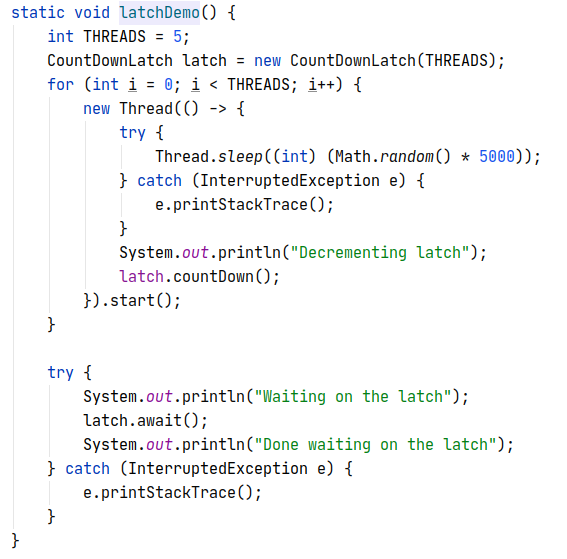 static void latchDemo() {
    int THREADS = 5;
    CountDownLatch latch = new CountDownLatch(THREADS);
    for (int i = 0; i < THREADS; i++) {
        new Thread(() -> {
            try {
                Thread.sleep((int) (Math.random() * 5000));
            } catch (InterruptedException e) {
                e.printStackTrace();
            }
            System.out.println("Decrementing latch");
            latch.countDown();
        }).start();
    }

    try {
        System.out.println("Waiting on the latch");
        latch.await();
        System.out.println("Done waiting on the latch");
    } catch (InterruptedException e) {
        e.printStackTrace();
    }
}